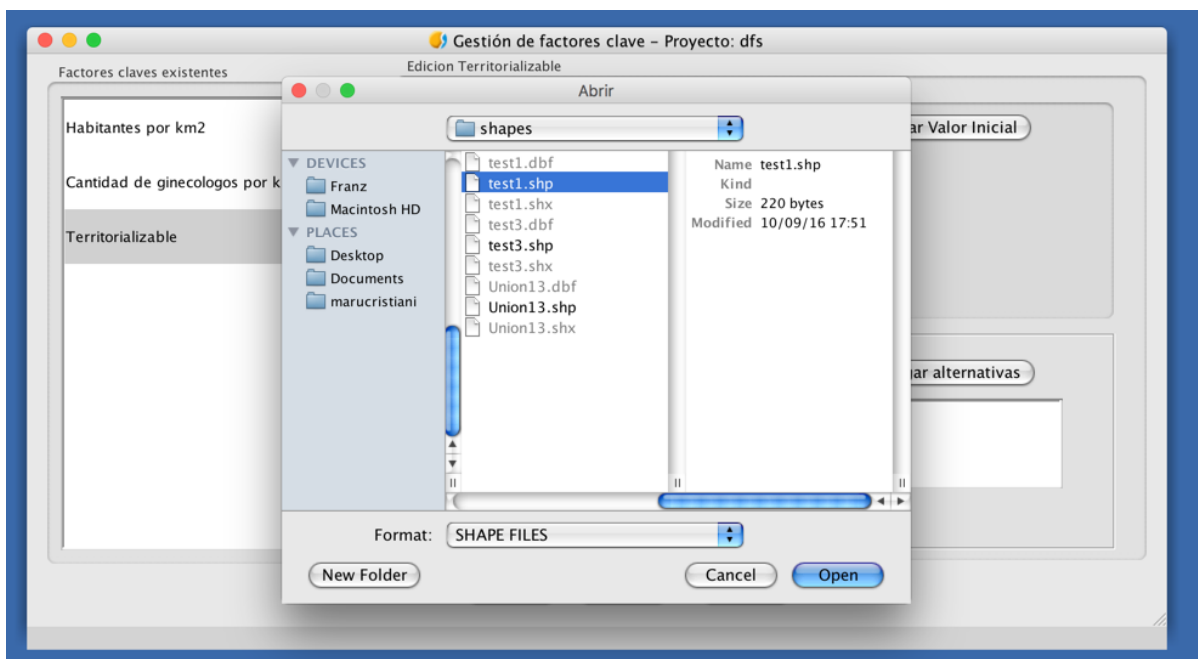 Gestión de factores clave – Proyecto: dfs
Factores claves existentes
Edicion Territorializable
Habitantes por km2
Cantidad de ginecologos por k
Territorializable
ar Valor Inicial
ar alternativas
Abrir
shapes
DEVICES
Franz
Macintosh HD
PLACES
Desktop
Documents
marucristiani
test1.dbf
test1.shp
test1.shx
test3.dbf
test3.shp
test3.shx
Union13.dbf
Union13.shp
Union13.shx
Name test1.shp
Kind
Size 220 bytes
Modified 10/09/16 17:51
Format: SHAPE FILES
New Folder
Cancel
Open